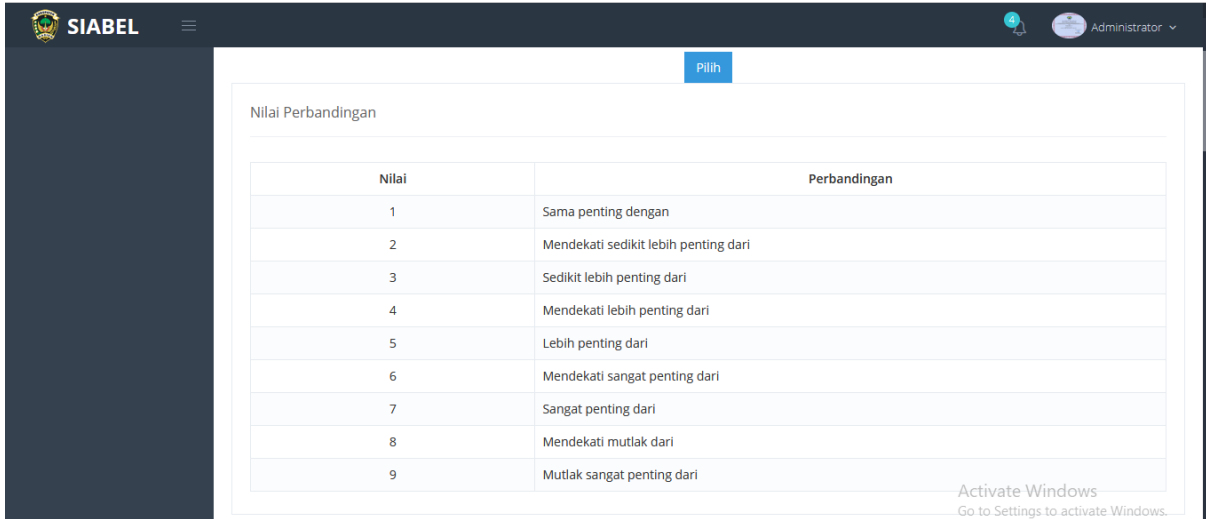 SIABEL
4
Administrator
Pilih
Nilai Perbandingan
Nilai Perbandingan
1 Sama penting dengan
2 Mendekati sedikit lebih penting dari
3 Sedikit lebih penting dari
4 Mendekati lebih penting dari
5 Lebih penting dari
6 Mendekati sangat penting dari
7 Sangat penting dari
8 Mendekati mutlak dari
9 Mutlak sangat penting dari
Activate Windows
Go to Settings to activate Windows.